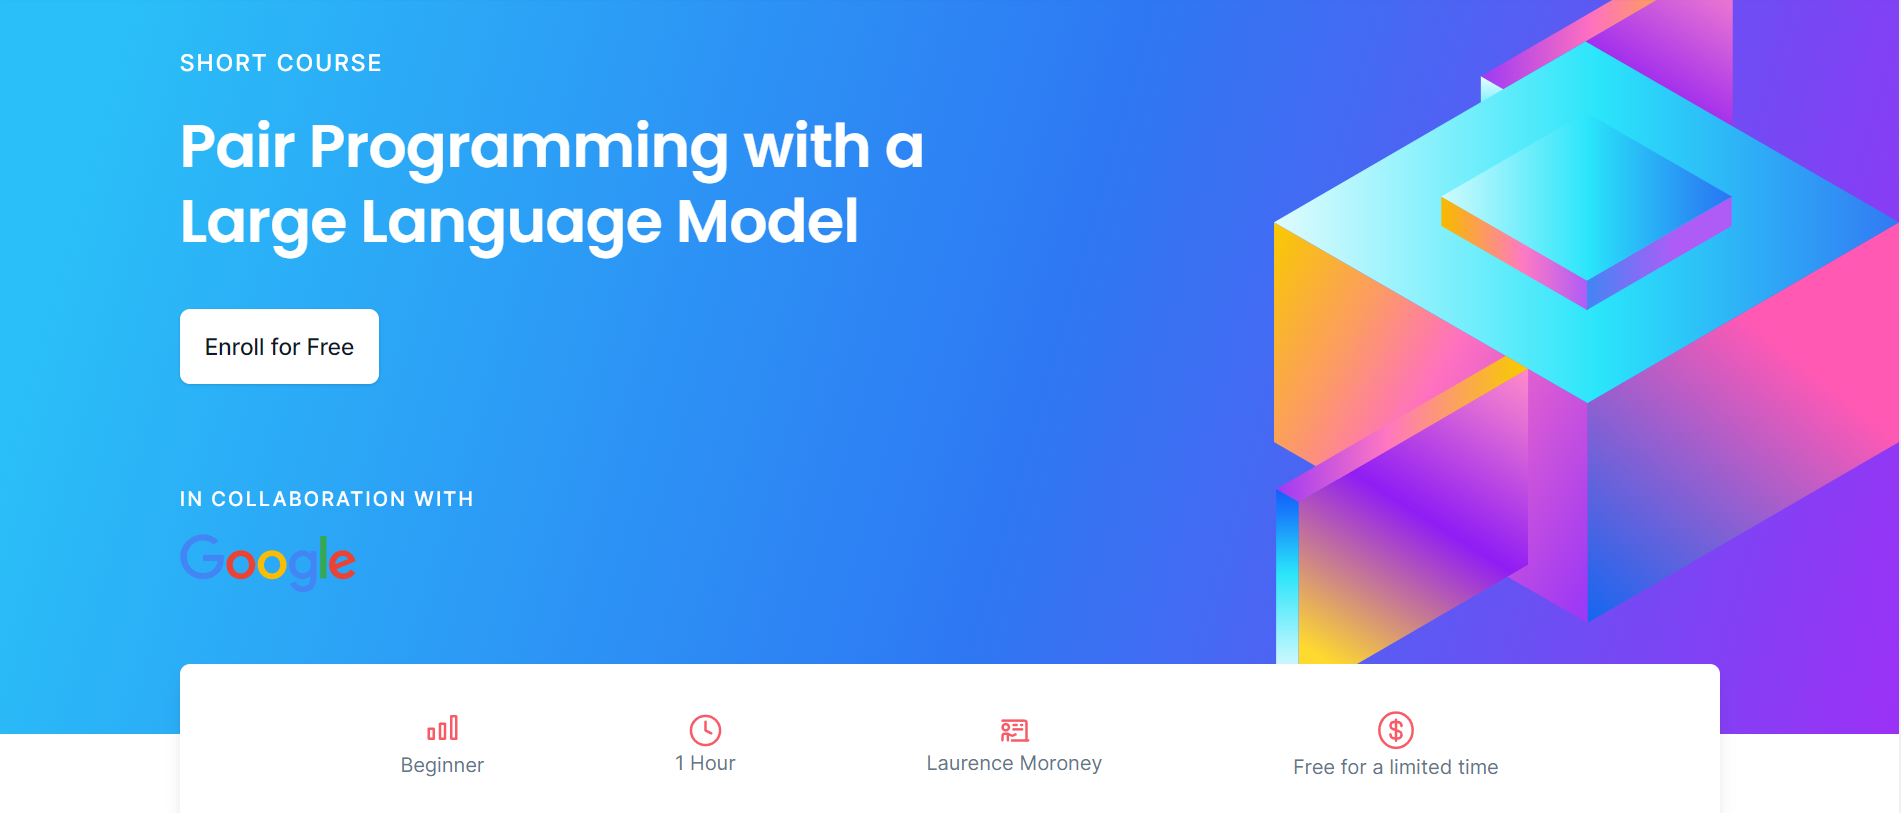 SHORT COURSE
Pair Programming with a
Large Language Model
Enroll for Free
IN COLLABORATION WITH
Google
Beginner
1 Hour
Laurence Moroney
Free for a limited time